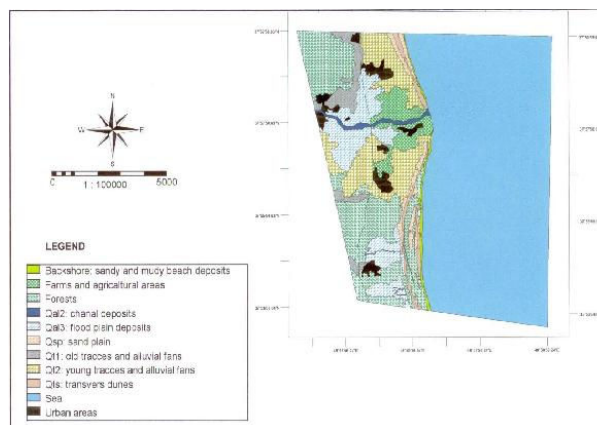 N
W E
S
0 1:100000 5000
LEGEND
Backshore: sandy and mudy beach deposits
Farms and agricultural areas
Forests
Qal2: chanal deposits
Qal3: flood plain deposits
Qsp: sand plain
Qt1: old tracces and alluvial fans
Qt2: young tracces and alluvial fans
Qts: transvers dunes
Sea
Urban areas